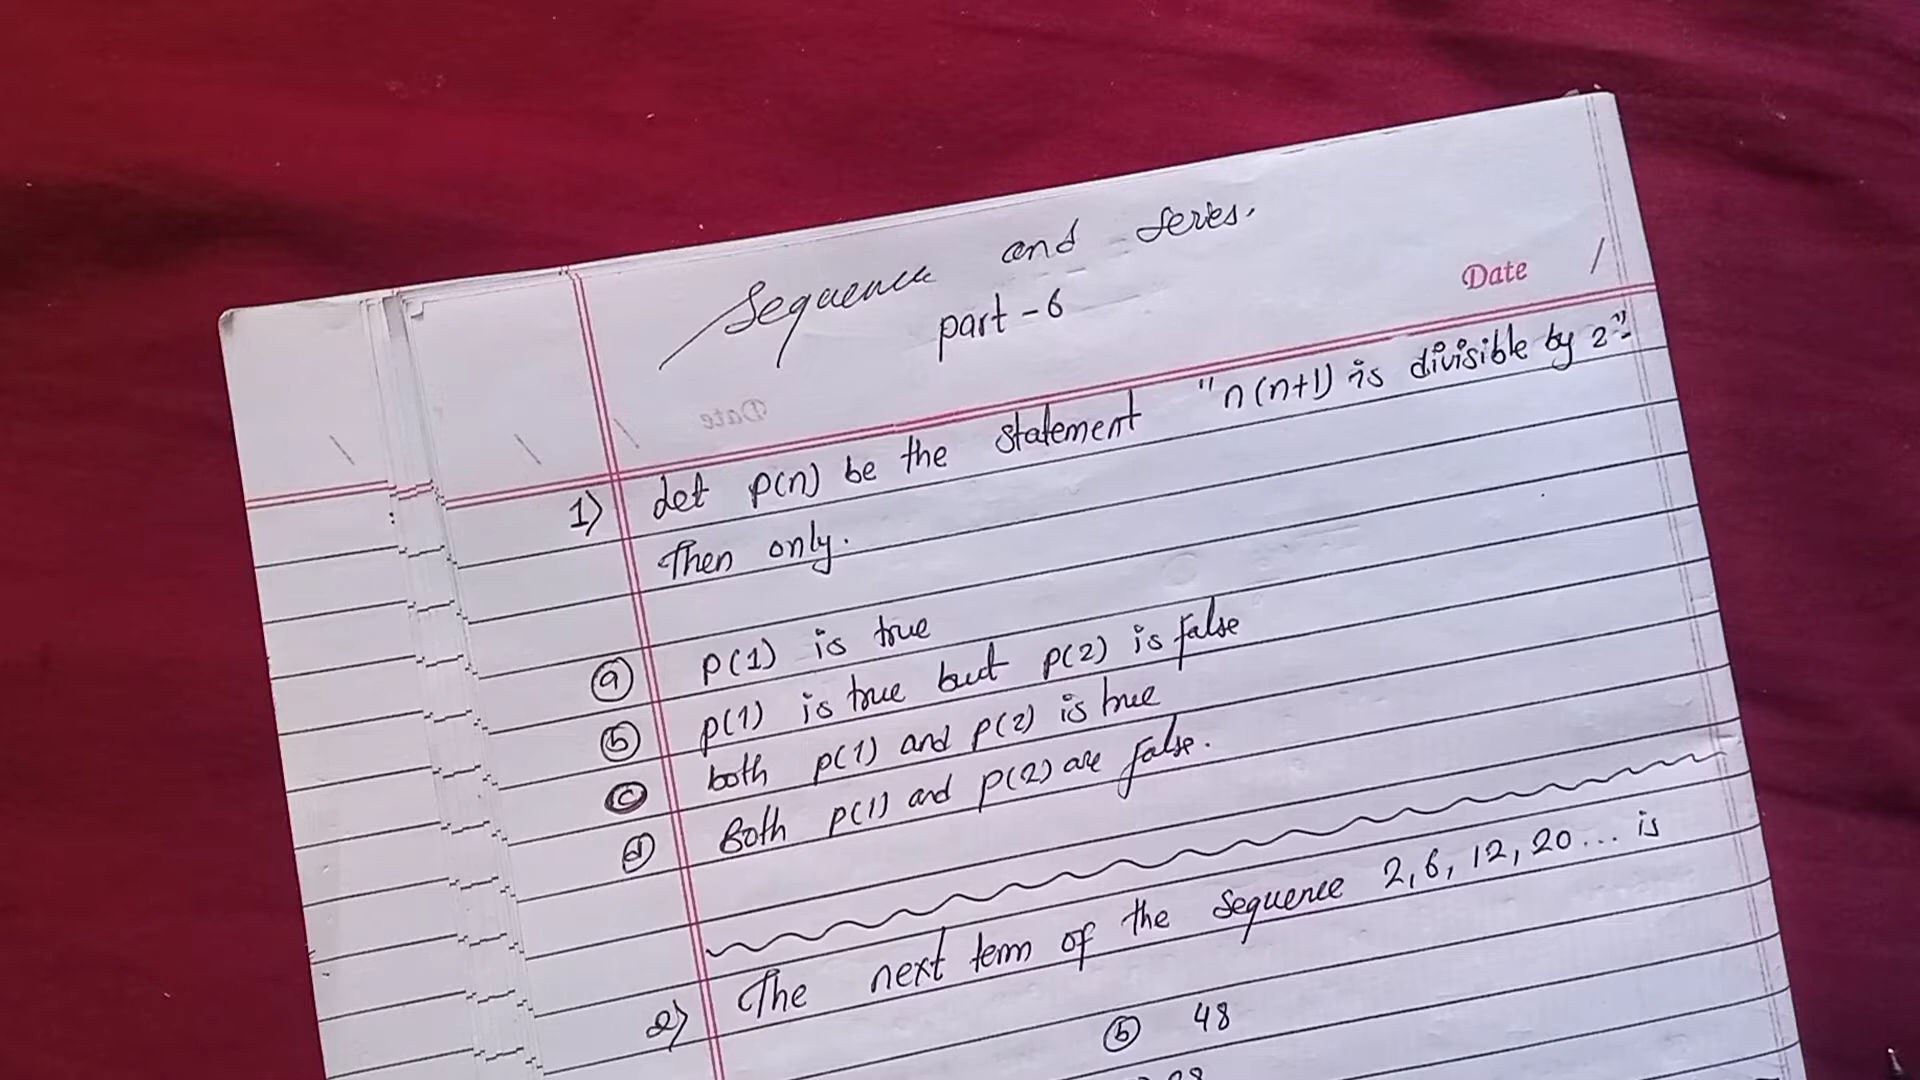 Sequence and Series.
part-6
Date /
Date
1) Let p(n) be the statement "n(n+1) is divisible by 2".
Then only.
(a) p(1) is true
(b) p(1) is true but p(2) is false
(c) both p(1) and p(2) is true
(d) Both p(1) and p(2) are false.
2) The next term of the sequence 2, 6, 12, 20... is
(b) 48